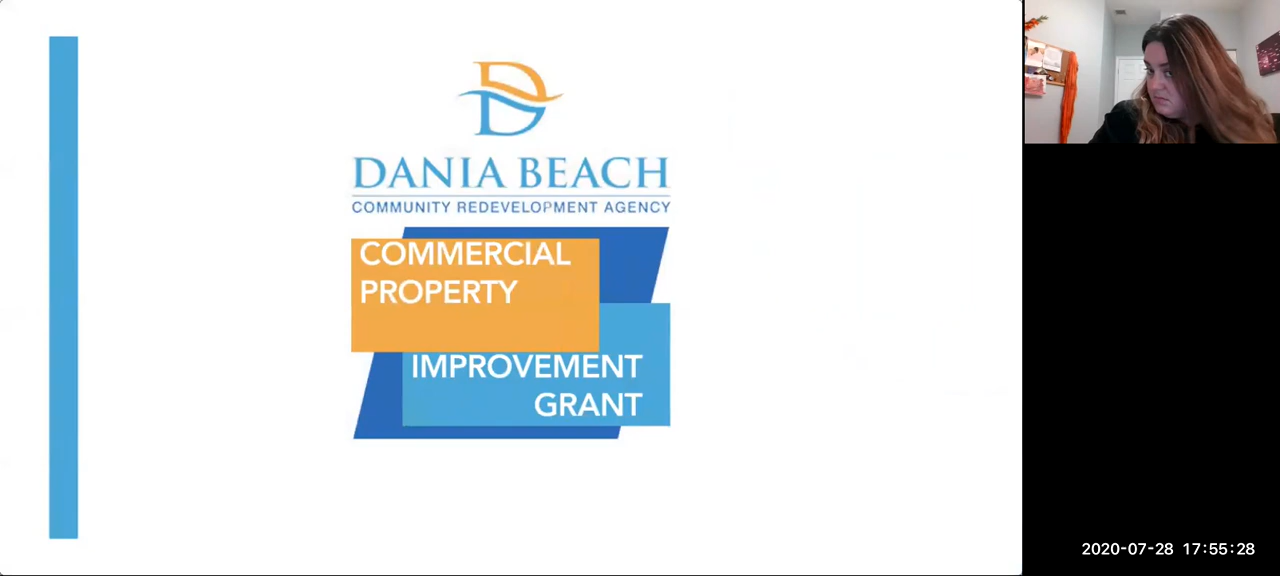 DANIA BEACH
COMMUNITY REDEVELOPMENT AGENCY
COMMERCIAL
PROPERTY
IMPROVEMENT
GRANT
2020-07-28 17:55:28